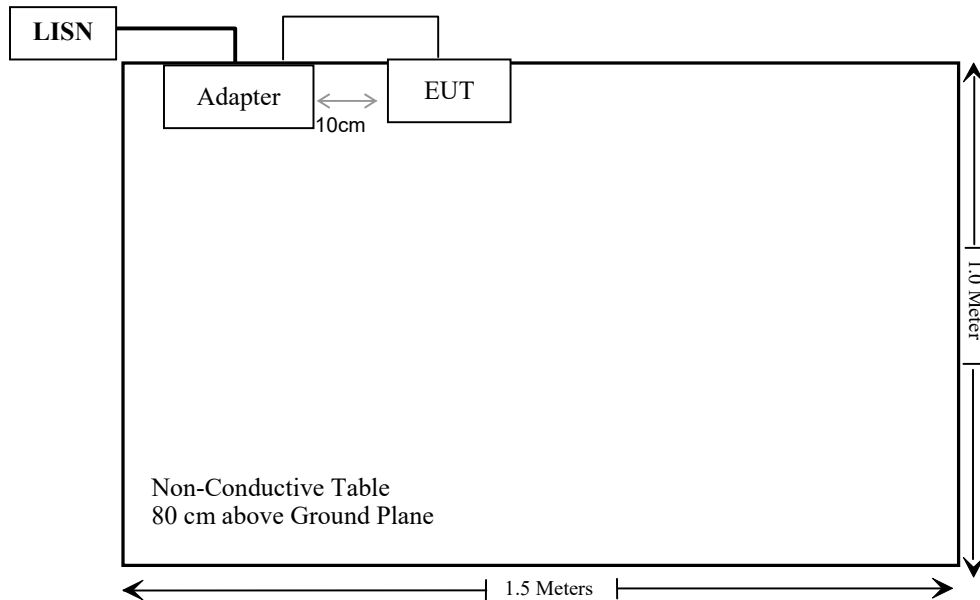 LISN
Adapter
EUT
10cm
1.0 Meter
Non-Conductive Table
80 cm above Ground Plane
1.5 Meters